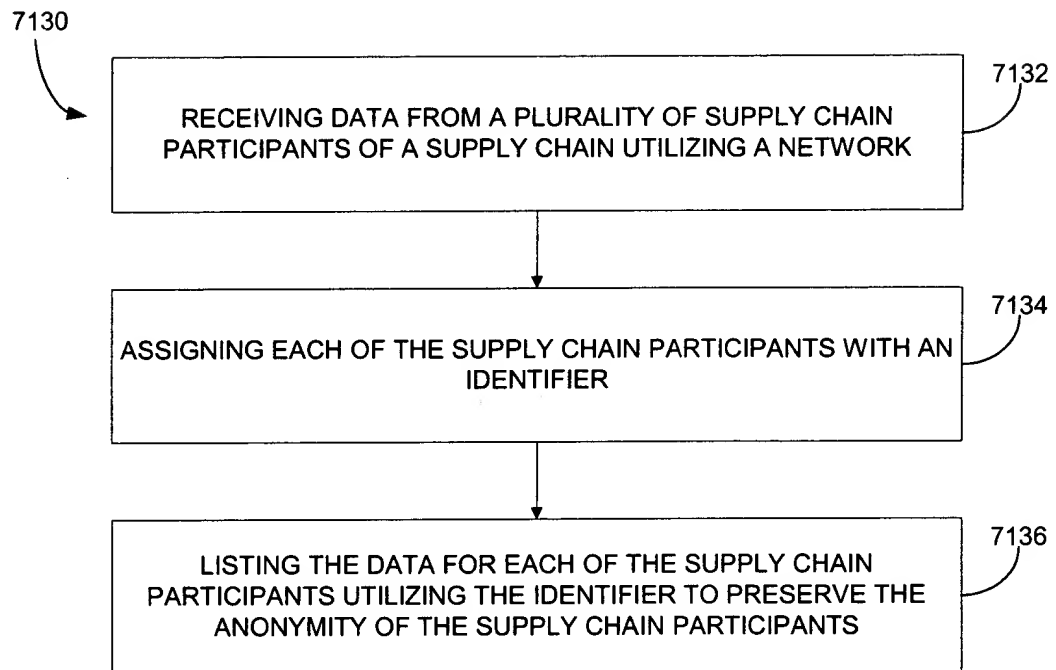 7130
7132
RECEIVING DATA FROM A PLURALITY OF SUPPLY CHAIN
PARTICIPANTS OF A SUPPLY CHAIN UTILIZING A NETWORK
7134
ASSIGNING EACH OF THE SUPPLY CHAIN PARTICIPANTS WITH AN
IDENTIFIER
7136
LISTING THE DATA FOR EACH OF THE SUPPLY CHAIN
PARTICIPANTS UTILIZING THE IDENTIFIER TO PRESERVE THE
ANONYMITY OF THE SUPPLY CHAIN PARTICIPANTS